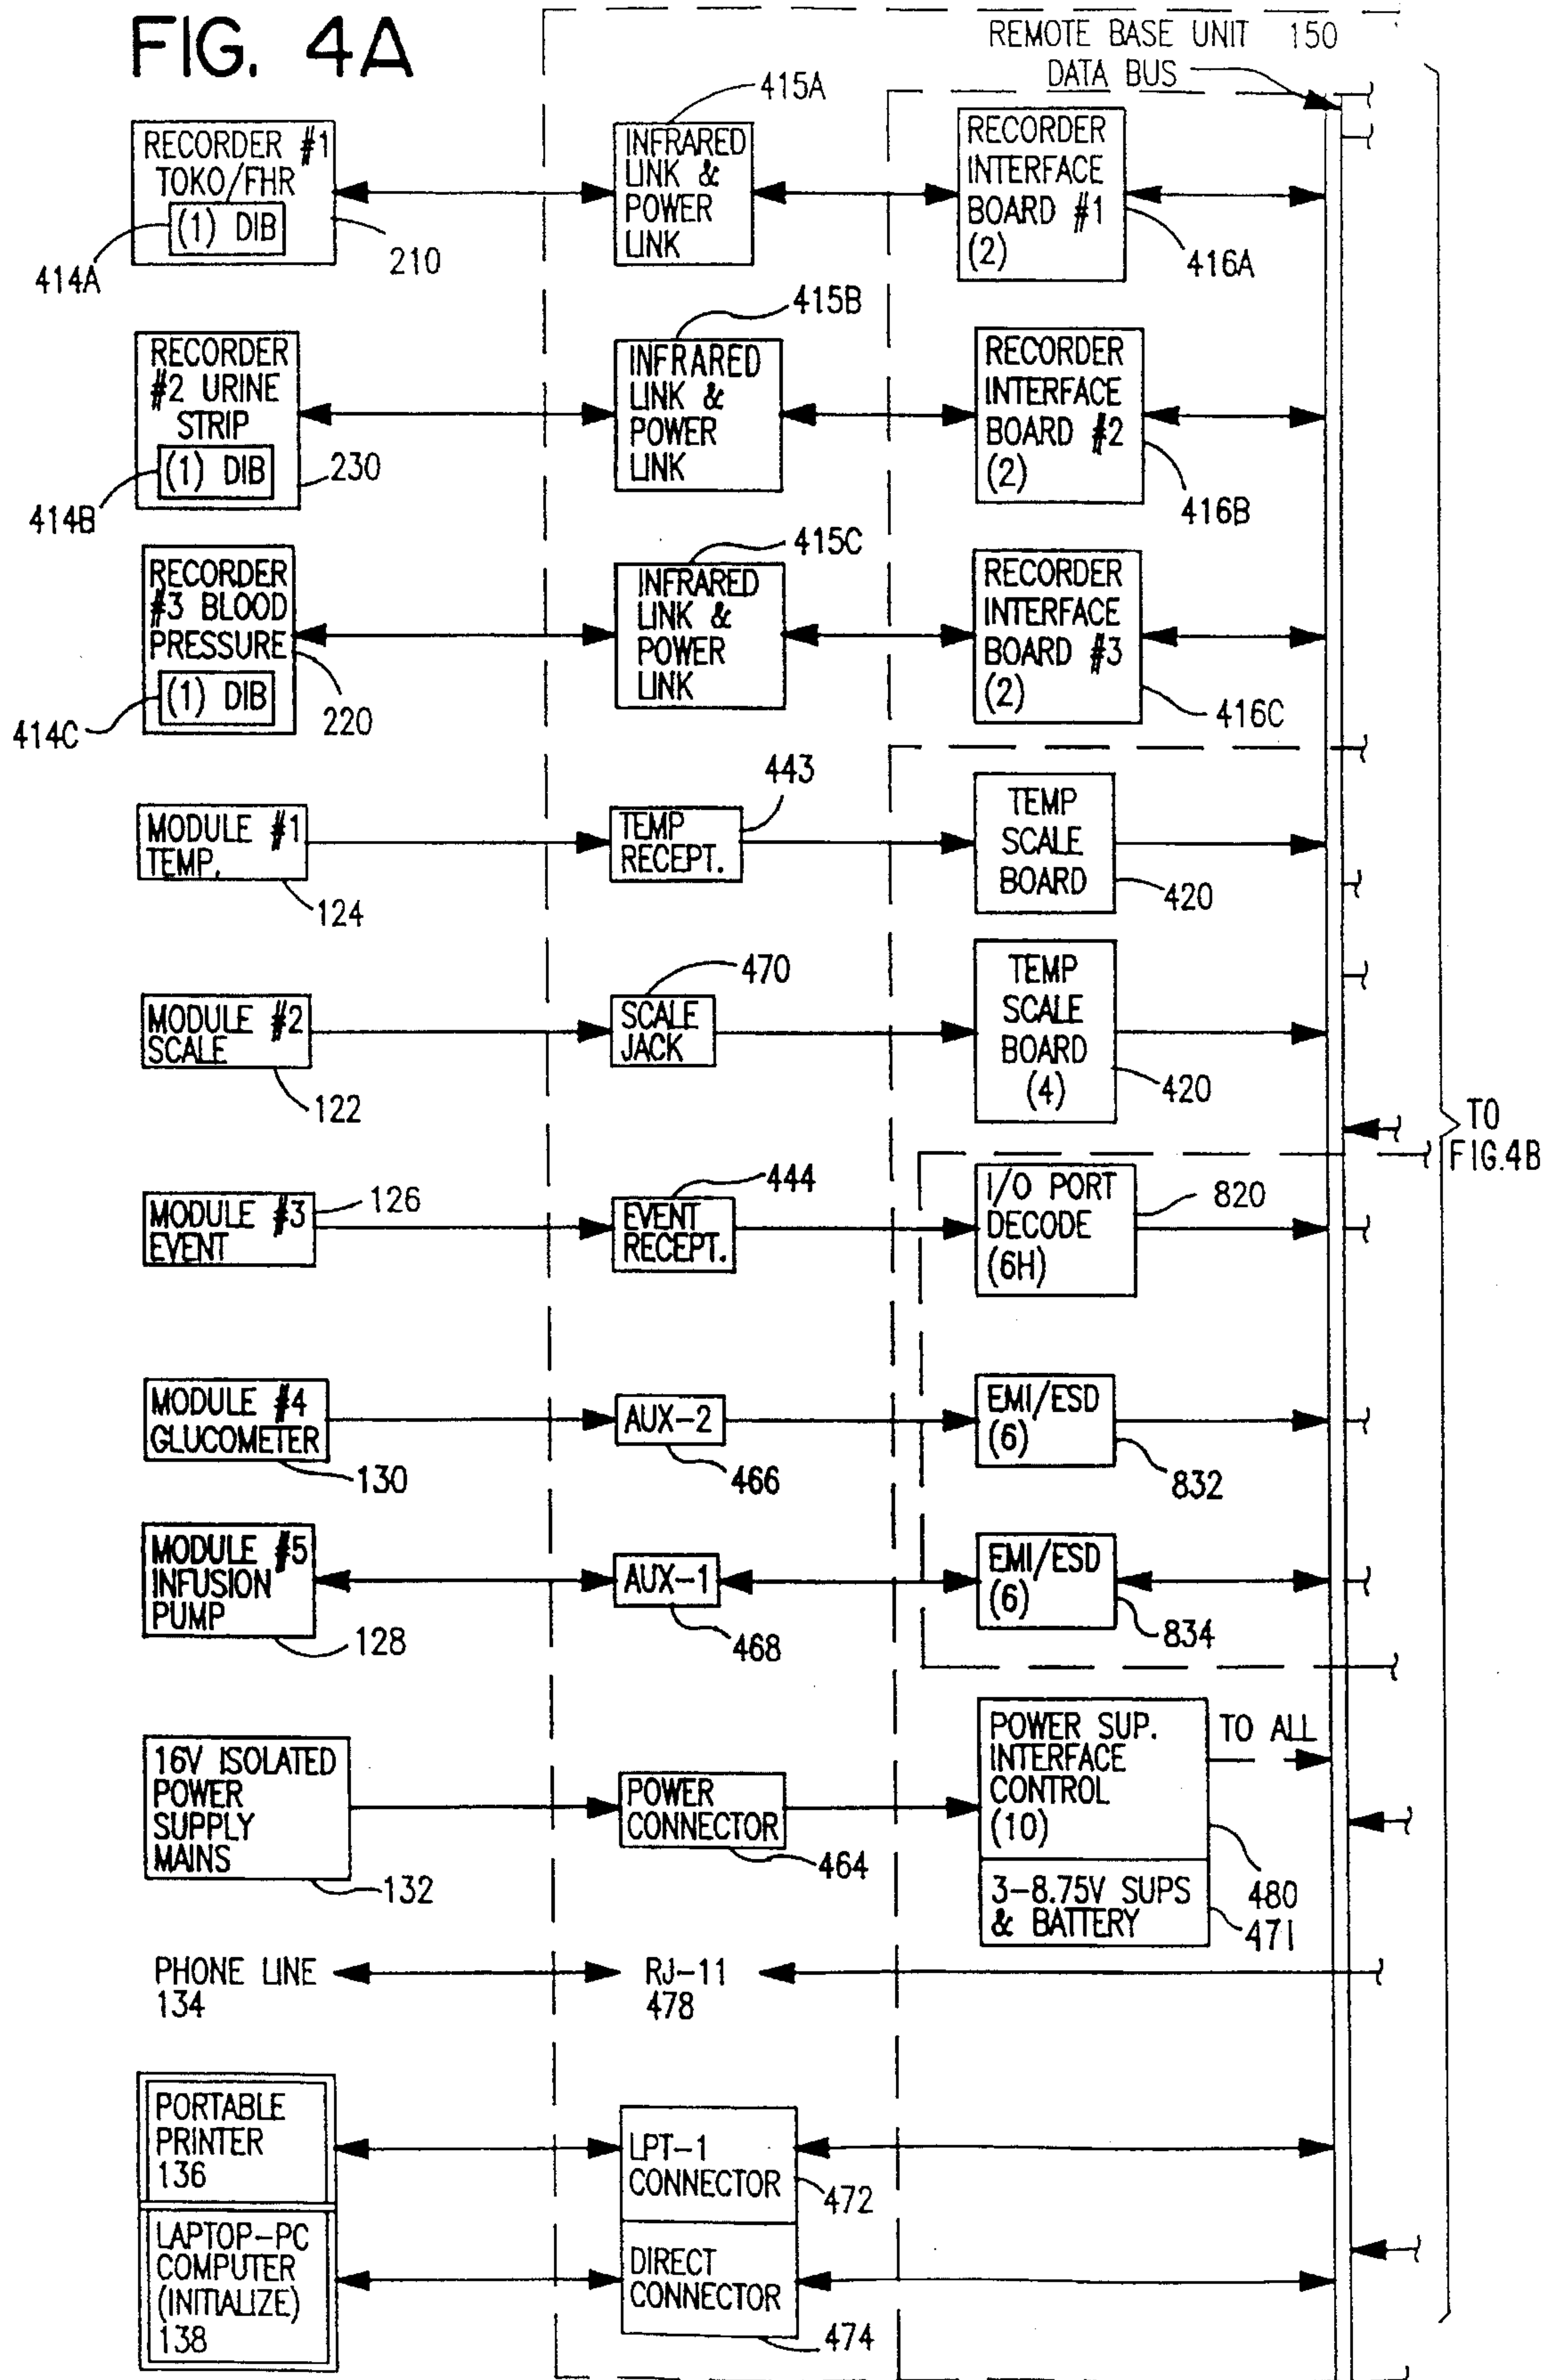 FIG. 4A
REMOTE BASE UNIT 150
DATA BUS
RECORDER #1
TOKO/FHR
(1) DIB
414A
210
415A
INFRARED
LINK &
POWER
LINK
RECORDER
INTERFACE
BOARD #1
(2)
416A
RECORDER
#2 URINE
STRIP
(1) DIB
414B
230
415B
INFRARED
LINK &
POWER
LINK
RECORDER
INTERFACE
BOARD #2
(2)
416B
RECORDER
#3 BLOOD
PRESSURE
(1) DIB
414C
220
415C
INFRARED
LINK &
POWER
LINK
RECORDER
INTERFACE
BOARD #3
(2)
416C
MODULE #1
TEMP.
124
443
TEMP
RECEPT.
TEMP
SCALE
BOARD
420
MODULE #2
SCALE
122
470
SCALE
JACK
TEMP
SCALE
BOARD
(4)
420
TO
FIG.4B
MODULE #3
EVENT
126
444
EVENT
RECEPT.
I/O PORT
DECODE
(6H)
820
MODULE #4
GLUCOMETER
130
AUX-2
466
EMI/ESD
(6)
832
MODULE #5
INFUSION
PUMP
128
AUX-1
468
EMI/ESD
(6)
834
16V ISOLATED
POWER
SUPPLY
MAINS
132
POWER
CONNECTOR
464
POWER SUP.
INTERFACE
CONTROL
(10)
TO ALL
480
3-8.75V SUPS
& BATTERY
471
PHONE LINE
134
RJ-11
478
PORTABLE
PRINTER
136
LPT-1
CONNECTOR
472
LAPTOP-PC
COMPUTER
(INITIALIZE)
138
DIRECT
CONNECTOR
474